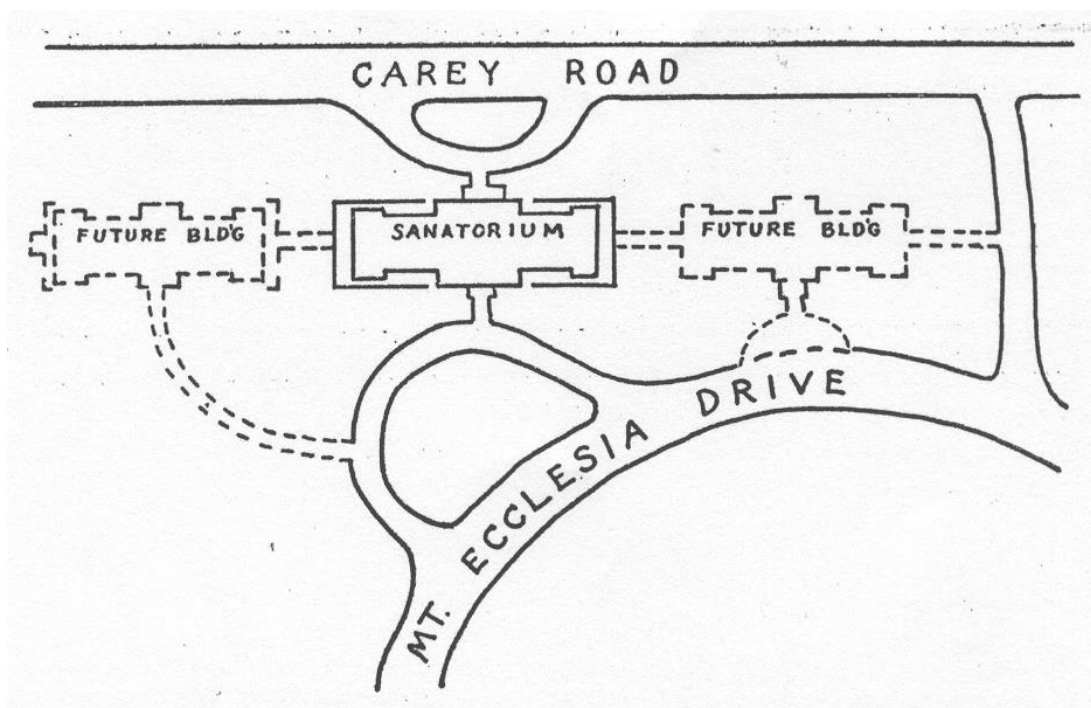 CAREY ROAD
FUTURE BLD'G
SANATORIUM
FUTURE BLD'G
MT. ECCLESIA DRIVE